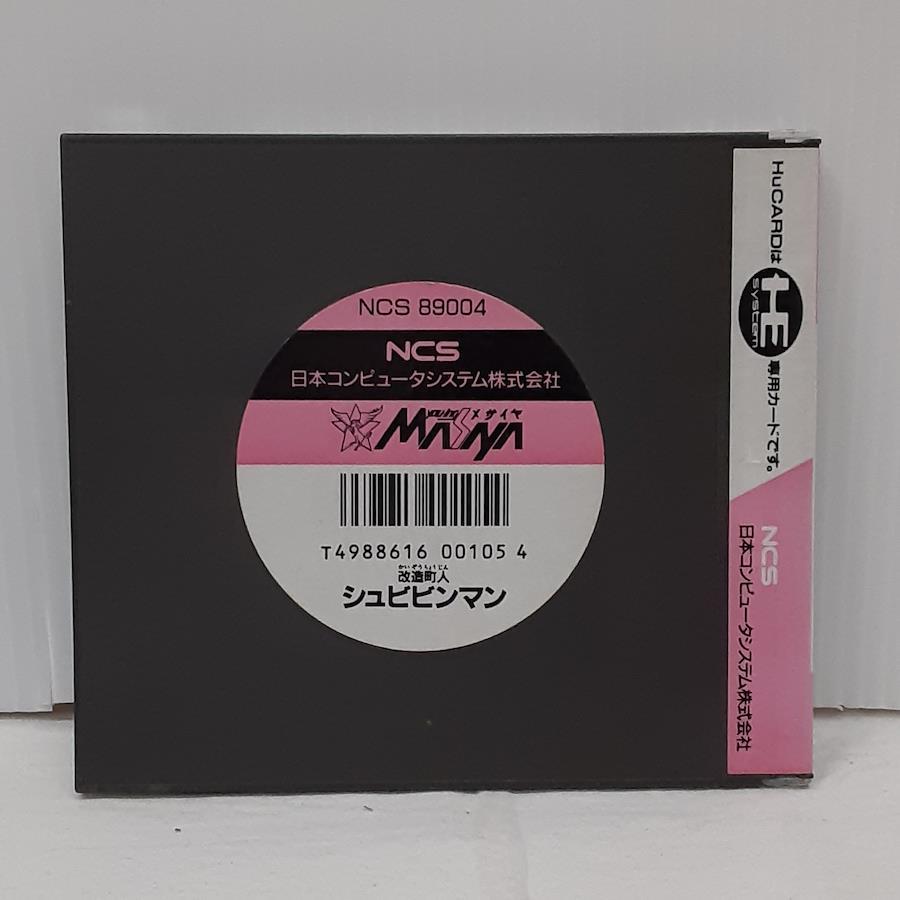 NCS 89004
NCS
日本コンピュータシステム株式会社
メサイヤ
MASAYA
T4988616 00105 4
かいぞうちょうじん
改造町人
シュビビンマン
HuCARDは
HE
system
専用カードです。
NCS
日本コンピュータシステム株式会社